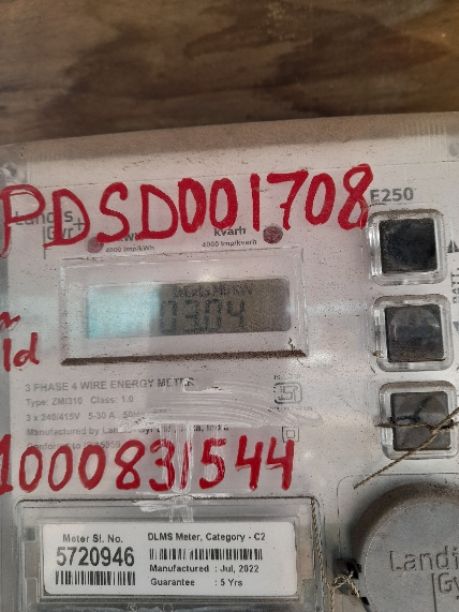 PDSD001708
E250
Landis
Gyr+
kvarh
4000 imp/kWh
4000 imp/kvarh
03.04
3 PHASE 4 WIRE ENERGY METER
Type: ZMI310 Class: 1.0
3 x 240/415V 5-30 A
Manufactured by
1000831544
Meter Sl. No.
5720946
DLMS Meter, Category - C2
Manufactured : Jul, 2022
Guarantee : 5 Yrs
Landis
Gyr